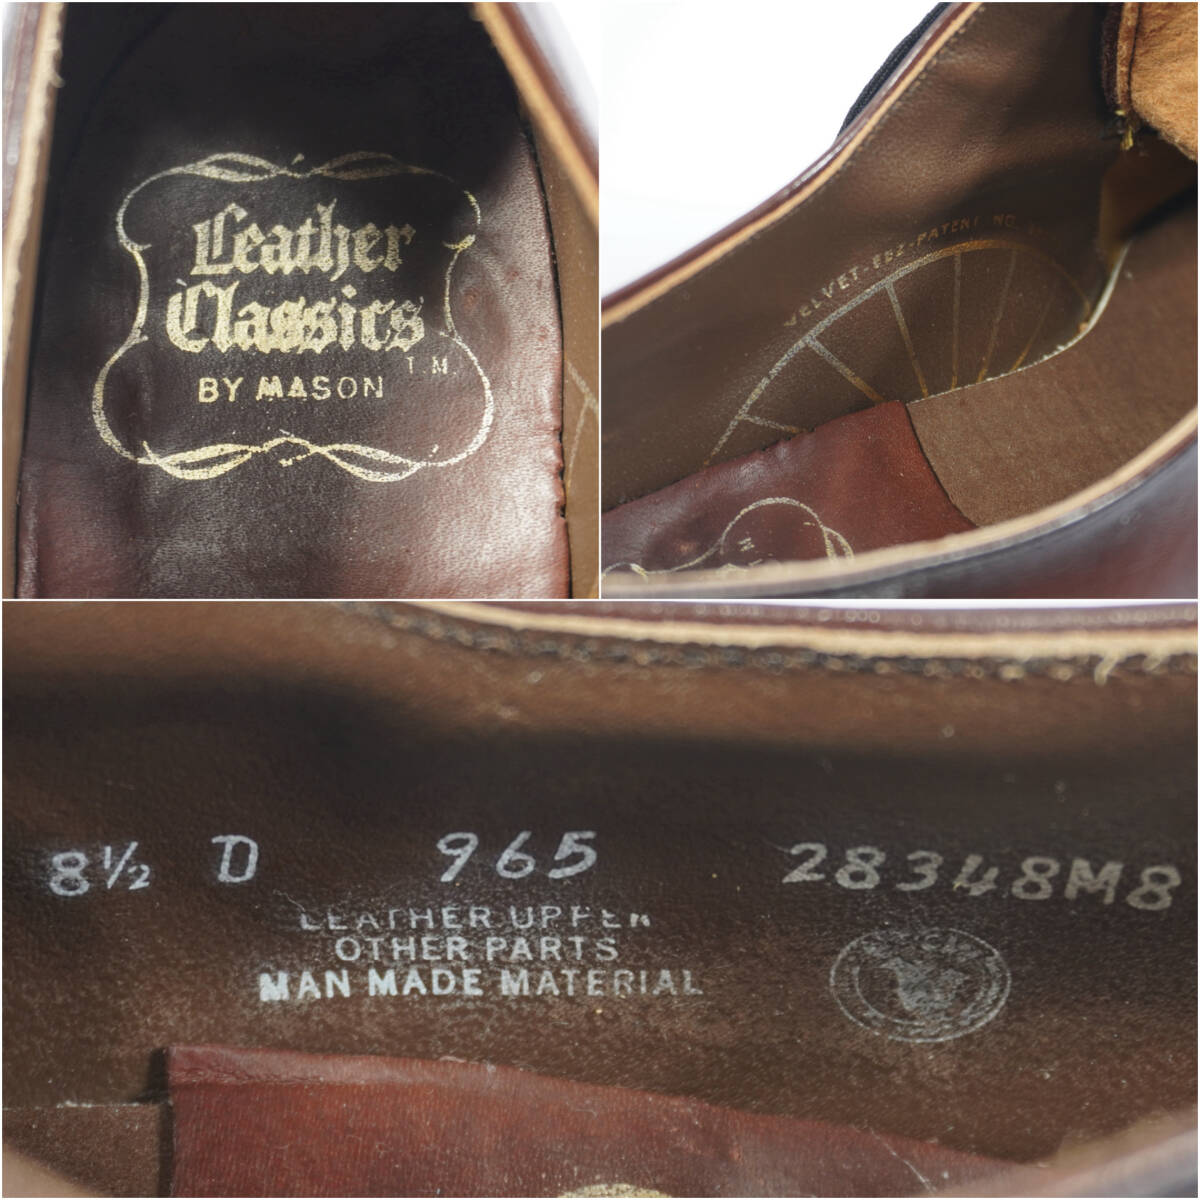 Leather
Classics
T.M.
BY MASON
VELVET-EEZ-PATENT NO.
8½ D 965 28348M8
LEATHER UPPER
OTHER PARTS
MAN MADE MATERIAL